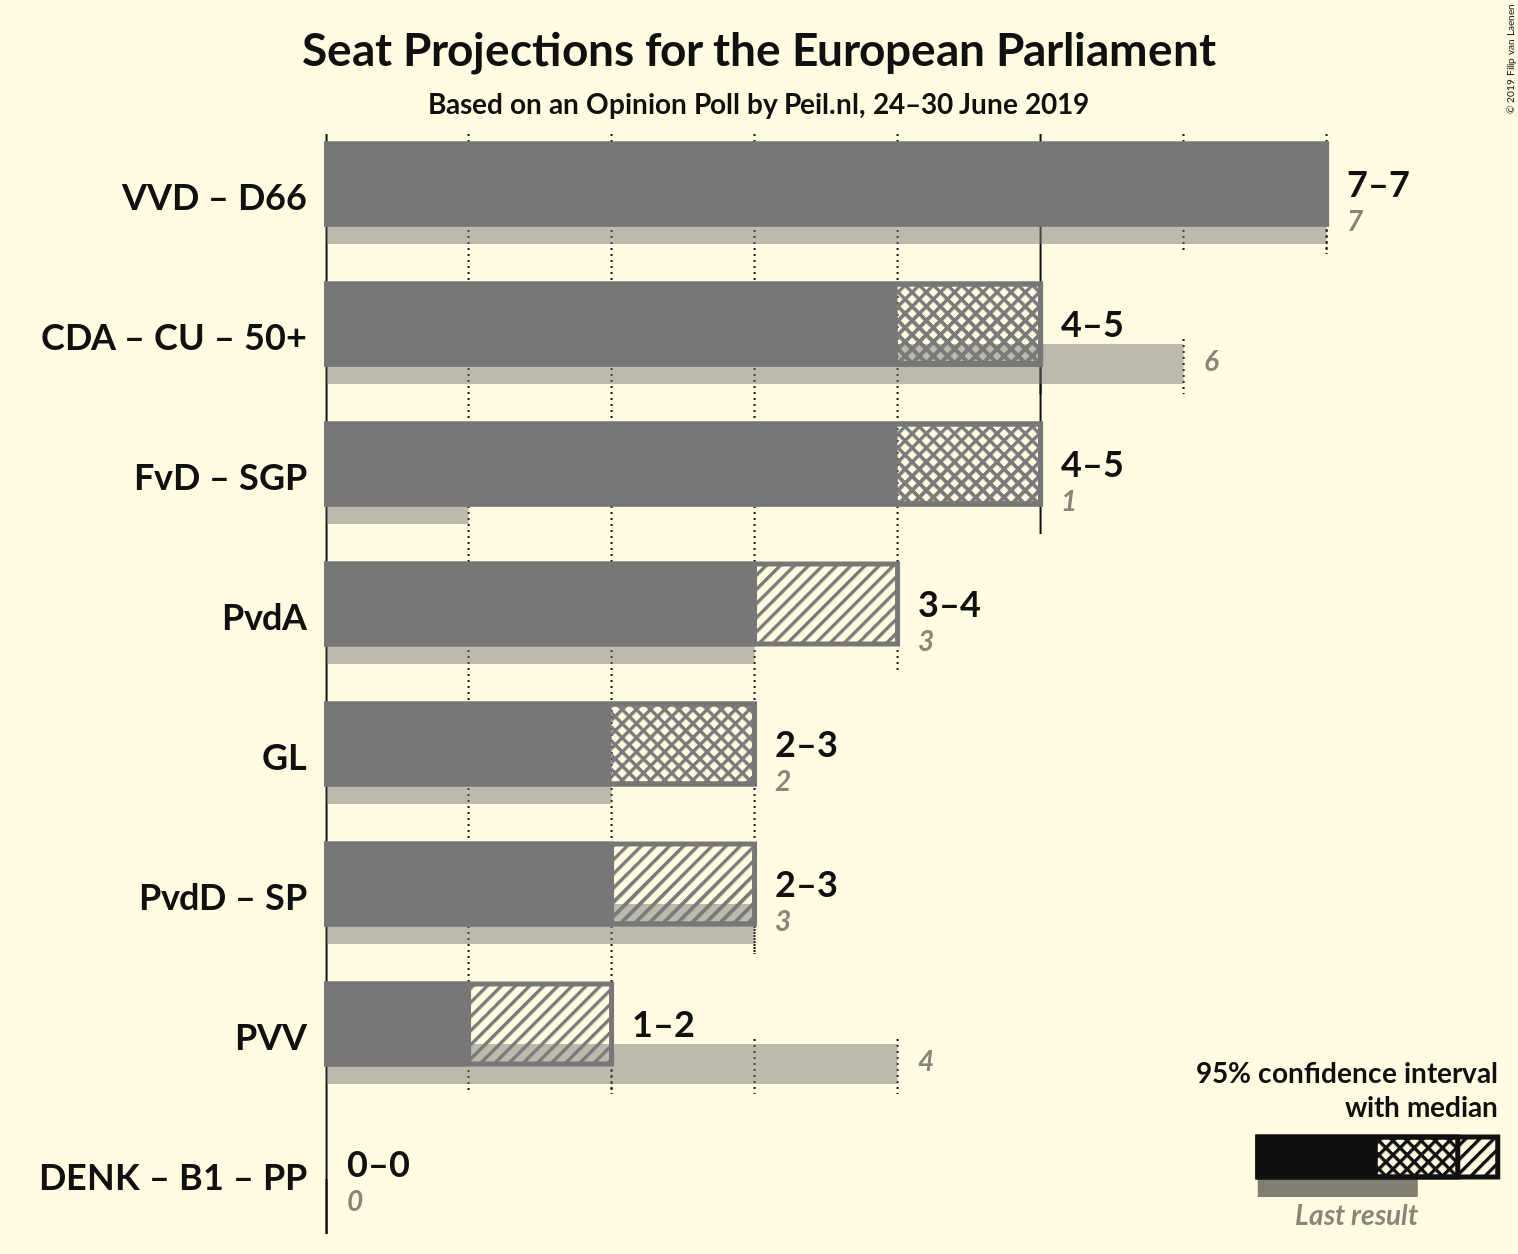 Seat Projections for the European Parliament
Based on an Opinion Poll by Peil.nl, 24–30 June 2019
© 2019 Filip van Laenen
VVD – D66
7–7
7
CDA – CU – 50+
4–5
6
FvD – SGP
4–5
1
PvdA
3–4
3
GL
2–3
2
PvdD – SP
2–3
3
PVV
1–2
4
DENK – B1 – PP
0–0
0
95% confidence interval
with median
Last result